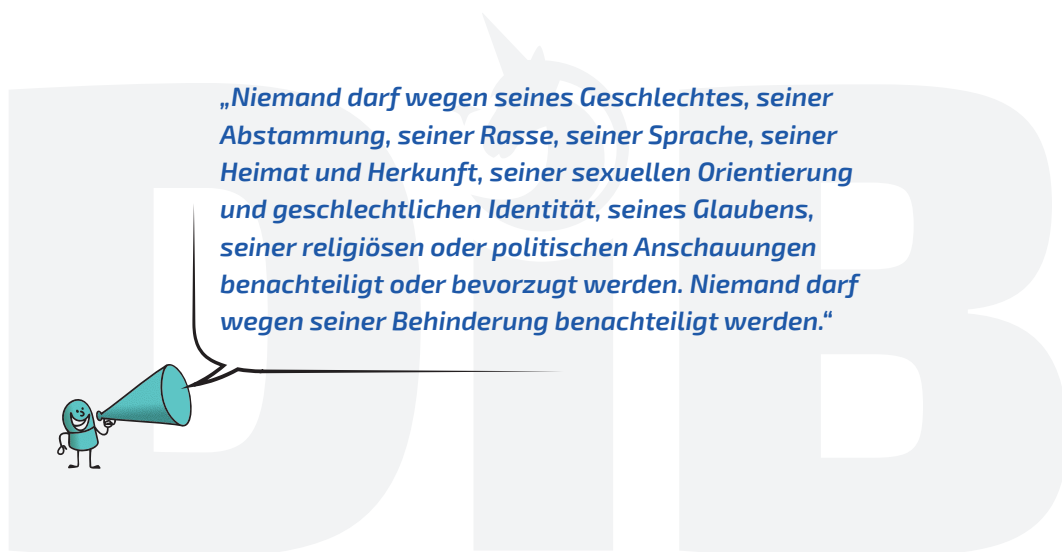 „Niemand darf wegen seines Geschlechtes, seiner
Abstammung, seiner Rasse, seiner Sprache, seiner
Heimat und Herkunft, seiner sexuellen Orientierung
und geschlechtlichen Identität, seines Glaubens,
seiner religiösen oder politischen Anschauungen
benachteiligt oder bevorzugt werden. Niemand darf
wegen seiner Behinderung benachteiligt werden.“
DiB